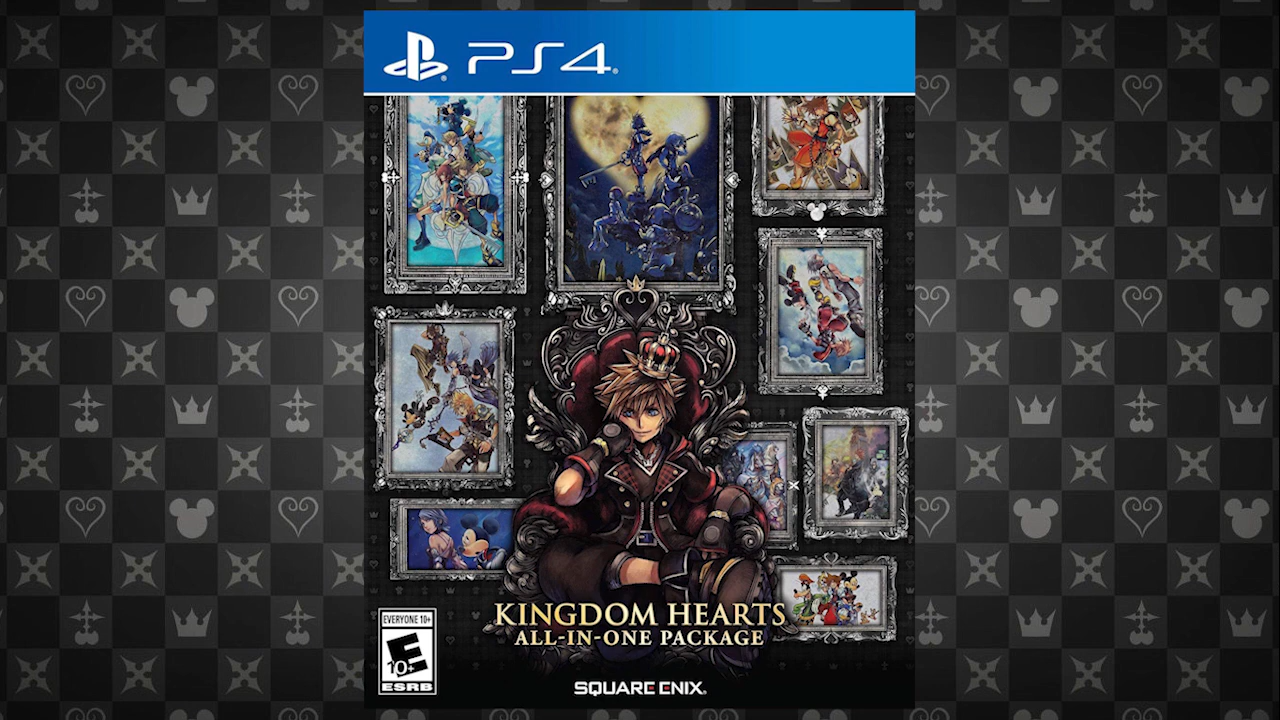 PS4
KINGDOM HEARTS
ALL-IN-ONE PACKAGE
EVERYONE 10+
E
10+
ESRB
SQUARE ENIX